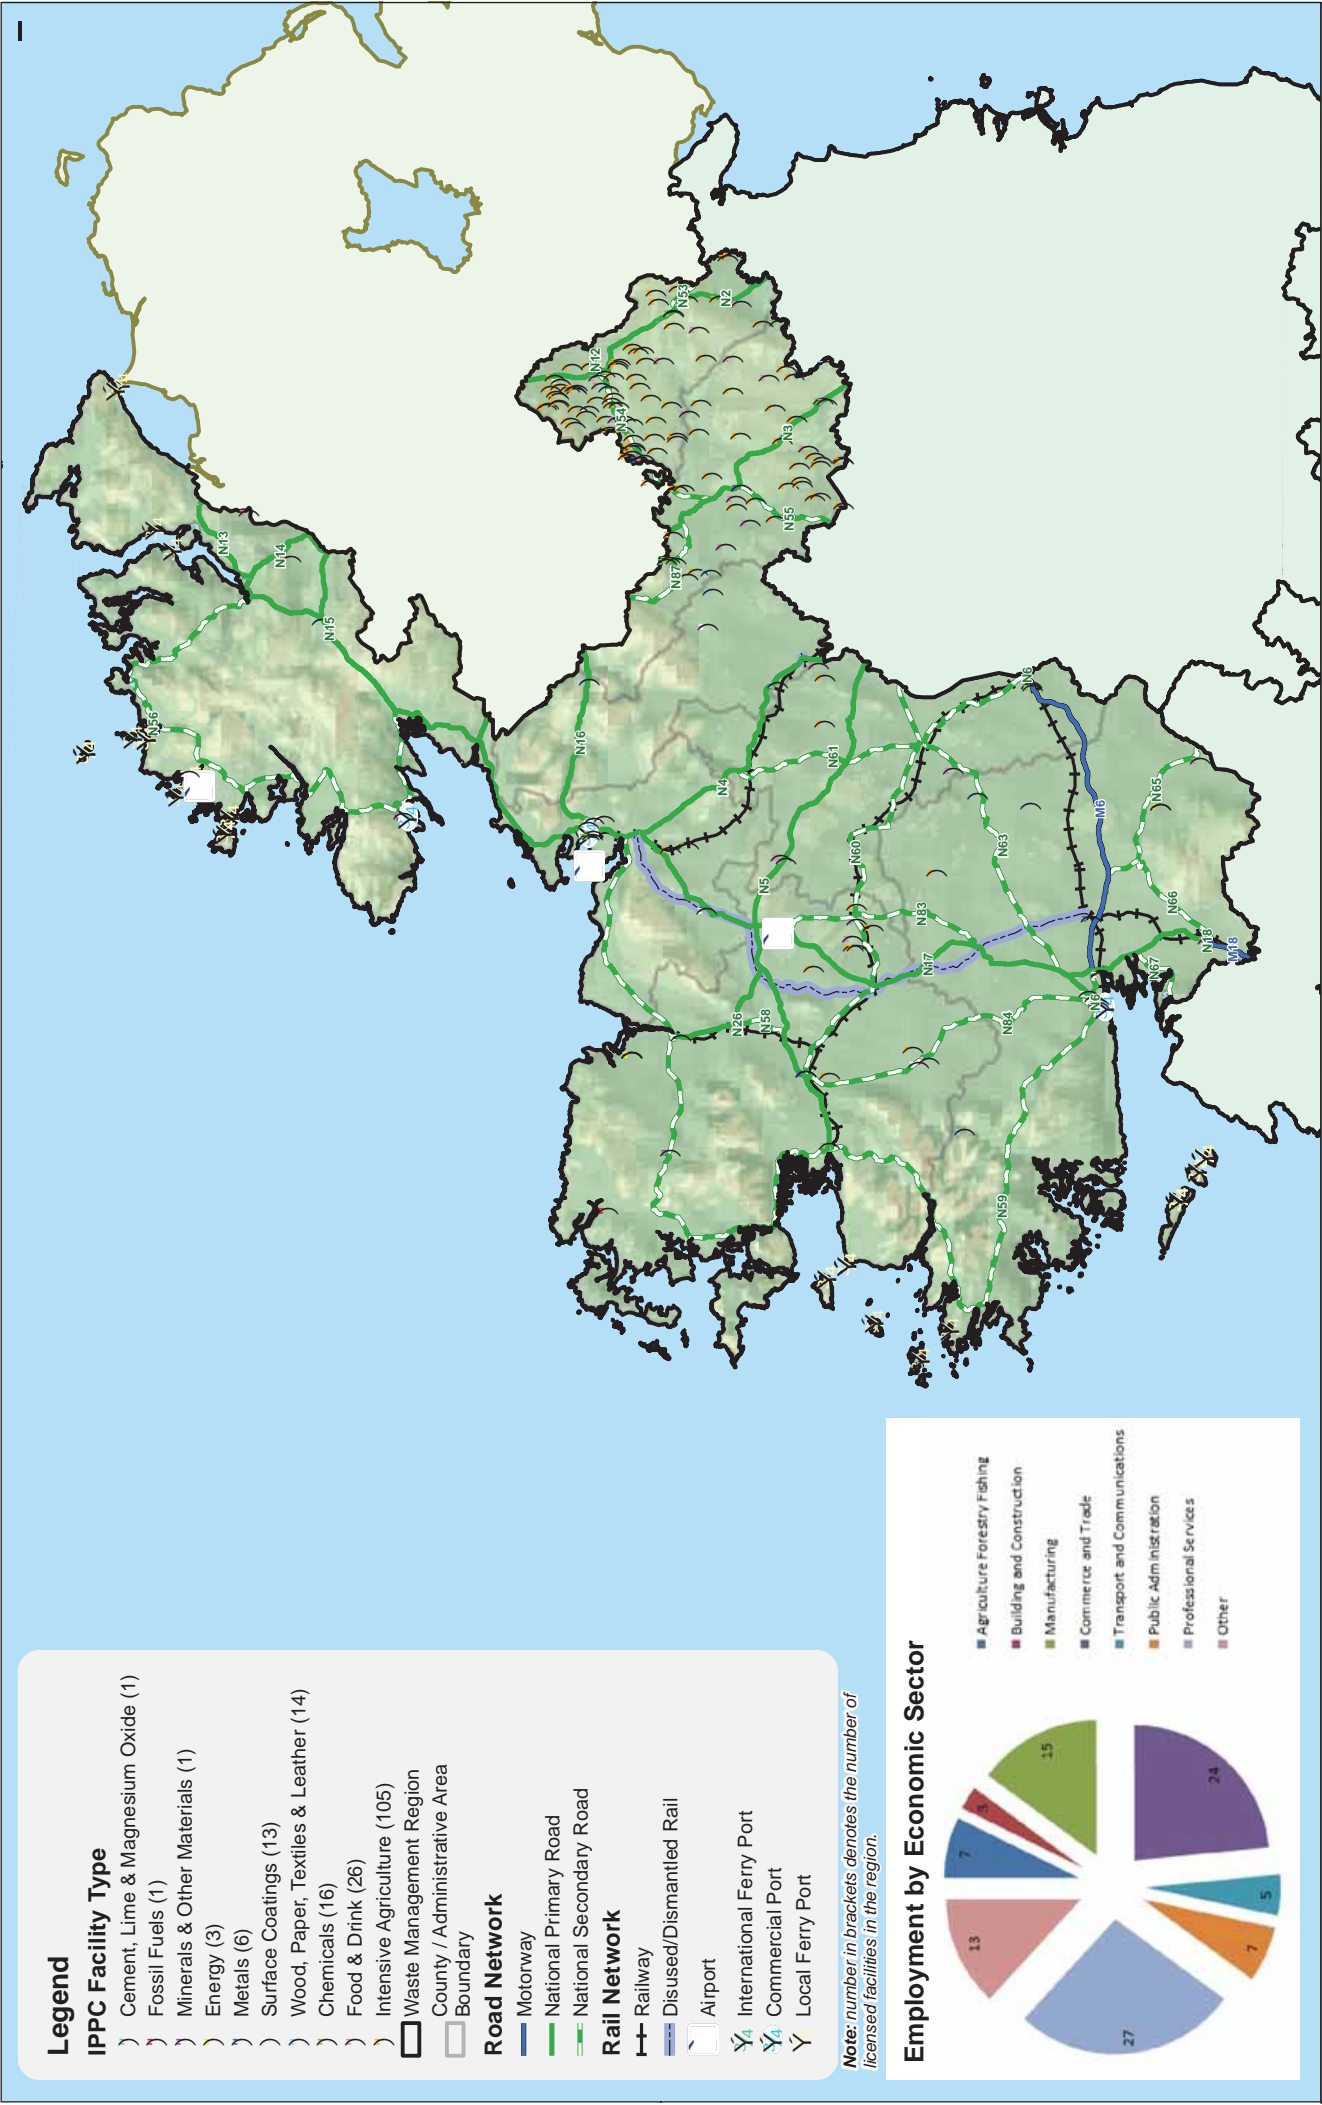 Legend
IPPC Facility Type
Cement, Lime & Magnesium Oxide (1)
Fossil Fuels (1)
Minerals & Other Materials (1)
Energy (3)
Metals (6)
Surface Coatings (13)
Wood, Paper, Textiles & Leather (14)
Chemicals (16)
Food & Drink (26)
Intensive Agriculture (105)
Waste Management Region
County / Administrative Area
Boundary
Road Network
Motorway
National Primary Road
National Secondary Road
Rail Network
Railway
Disused/Dismantled Rail
Airport
International Ferry Port
Commercial Port
Local Ferry Port
Note: number in brackets denotes the number of
licensed facilities in the region.
Employment by Economic Sector
7
3
15
24
5
7
27
13
Agriculture Forestry Fishing
Building and Construction
Manufacturing
Commerce and Trade
Transport and Communications
Public Administration
Professional Services
Other
N56
N13
N14
N15
N16
N12
N53
N2
N54
N3
N55
N87
N4
N61
N5
N60
N63
N83
N17
N26
N58
N84
N59
N6
N6
M6
N65
N66
N18
M18
N67